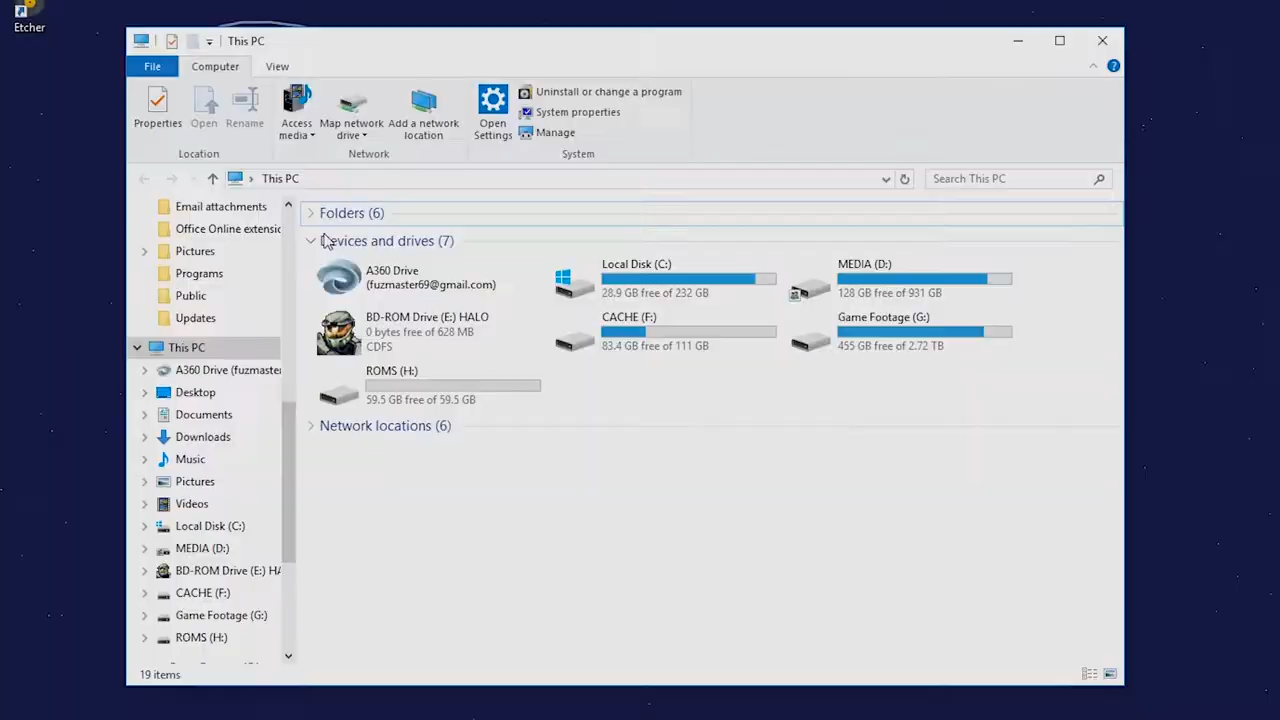 Etcher
This PC
File
Computer
View
Properties
Open
Rename
Access media
Map network drive
Add a network location
Open Settings
Uninstall or change a program
System properties
Manage
Location
Network
System
This PC
Search This PC
Email attachments
Office Online extensic
Pictures
Programs
Public
Updates
This PC
A360 Drive (fuzmaster
Desktop
Documents
Downloads
Music
Pictures
Videos
Local Disk (C:)
MEDIA (D:)
BD-ROM Drive (E:) HA
CACHE (F:)
Game Footage (G:)
ROMS (H:)
Folders (6)
Devices and drives (7)
A360 Drive
(fuzmaster69@gmail.com)
Local Disk (C:)
28.9 GB free of 232 GB
MEDIA (D:)
128 GB free of 931 GB
BD-ROM Drive (E:) HALO
0 bytes free of 628 MB
CDFS
CACHE (F:)
83.4 GB free of 111 GB
Game Footage (G:)
455 GB free of 2.72 TB
ROMS (H:)
59.5 GB free of 59.5 GB
Network locations (6)
19 items